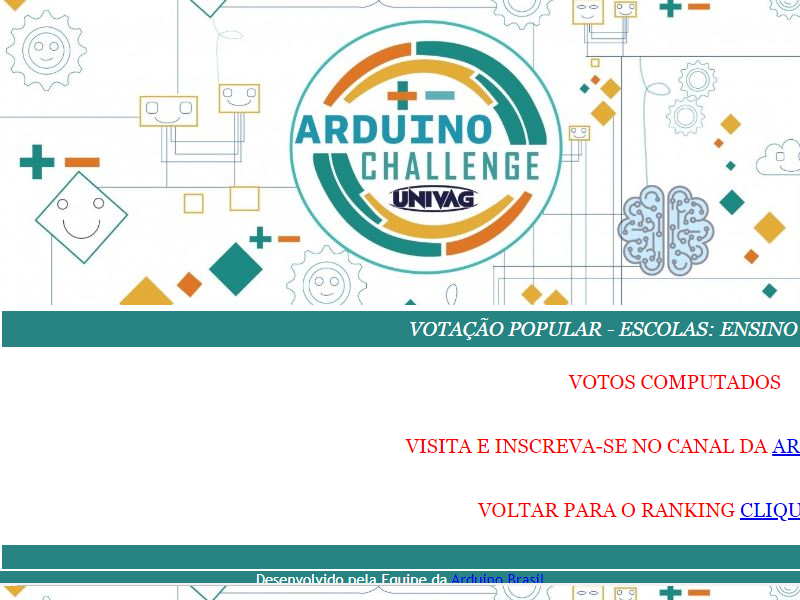 ARDUINO
CHALLENGE
UNIVAG
VOTAÇÃO POPULAR - ESCOLAS: ENSINO
VOTOS COMPUTADOS
VISITA E INSCREVA-SE NO CANAL DA AR
VOLTAR PARA O RANKING CLIQU
Desenvolvido pela Equipe da Arduino Brasil